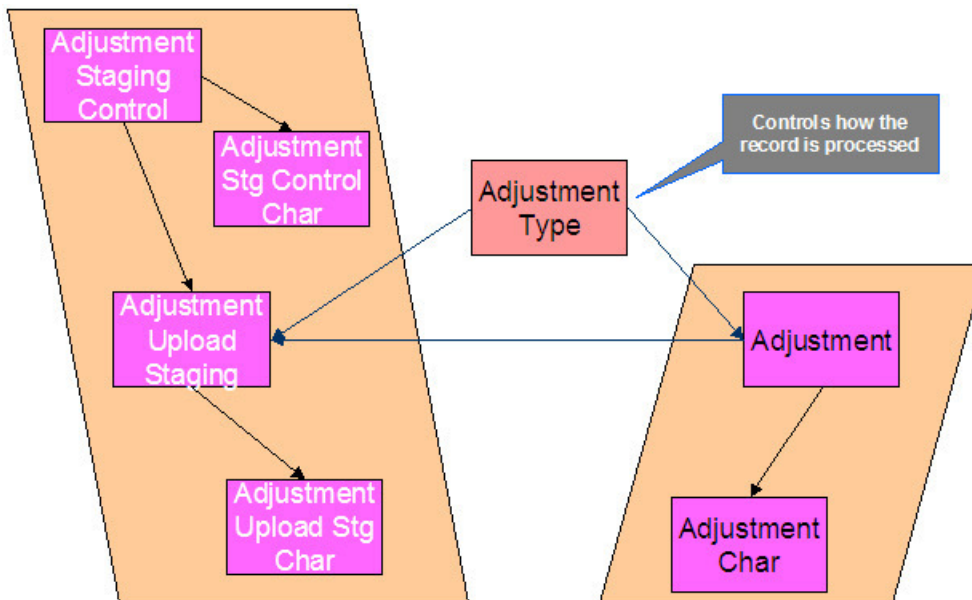 Adjustment
Staging
Control
Adjustment
Stg Control
Char
Controls how the
record is processed
Adjustment
Type
Adjustment
Upload
Staging
Adjustment
Adjustment
Upload Stg
Char
Adjustment
Char